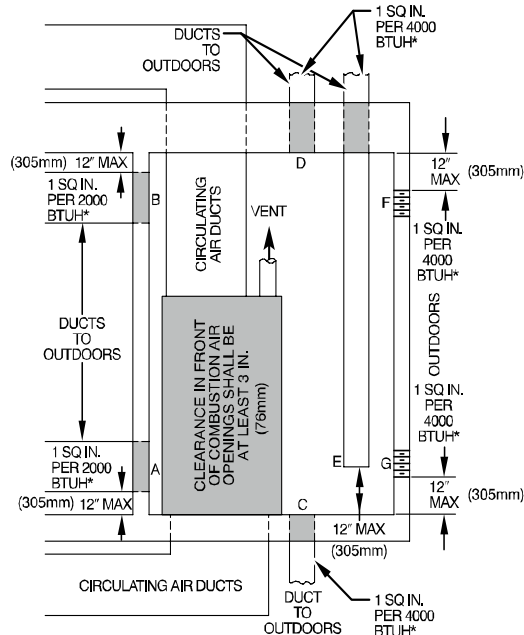 1 SQ IN.
PER 4000
BTUH*
DUCTS
TO
OUTDOORS
(305mm)
12" MAX
1 SQ IN.
PER 2000
BTUH*
DUCTS
TO
OUTDOORS
1 SQ IN.
PER 2000
BTUH*
(305mm)
12" MAX
B
A
CIRCULATING
AIR DUCTS
VENT
CLEARANCE IN FRONT
OF COMBUSTION AIR
OPENINGS SHALL BE
AT LEAST 3 IN.
(76mm)
D
E
C
12" MAX
(305mm)
F
G
12"
MAX
(305mm)
1 SQ IN.
PER
4000
BTUH*
OUTDOORS
1 SQ IN.
PER
4000
BTUH*
12"
MAX
(305mm)
CIRCULATING AIR DUCTS
DUCT
TO
OUTDOORS
1 SQ IN.
PER 4000
BTUH*